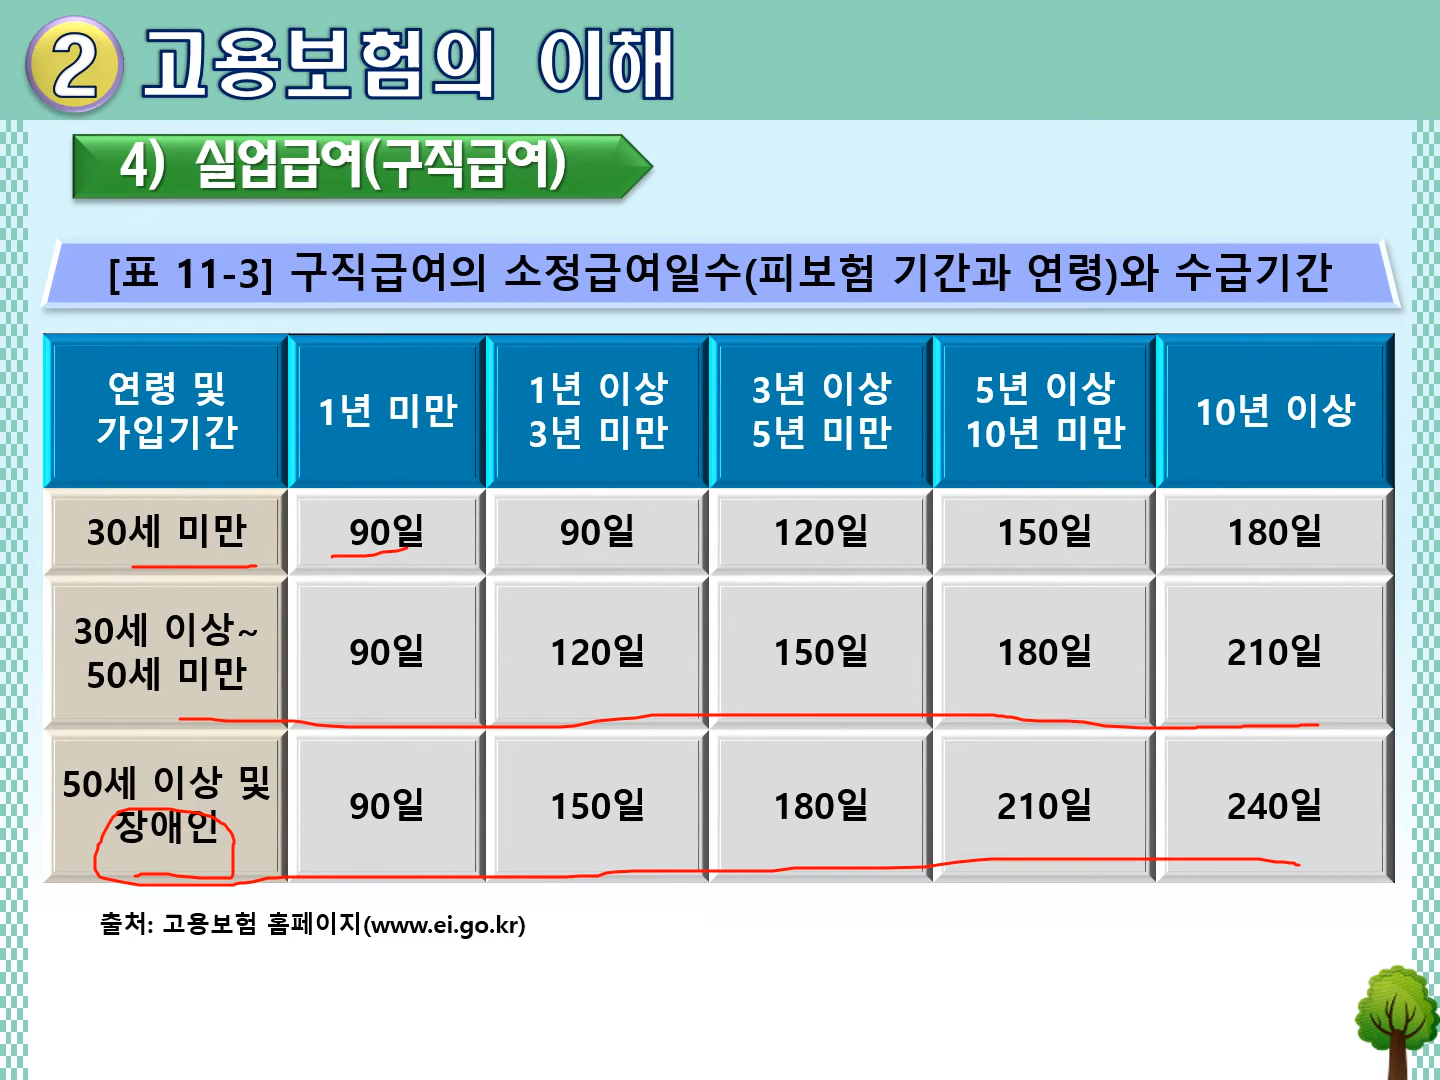 2 고용보험의 이해
4) 실업급여(구직급여)
[표 11-3] 구직급여의 소정급여일수(피보험 기간과 연령)와 수급기간
연령 및
가입기간
1년 미만
1년 이상
3년 미만
3년 이상
5년 미만
5년 이상
10년 미만
10년 이상
30세 미만 90일 90일 120일 150일 180일
30세 이상~
50세 미만
90일 120일 150일 180일 210일
50세 이상 및
장애인
90일 150일 180일 210일 240일
출처: 고용보험 홈페이지(www.ei.go.kr)